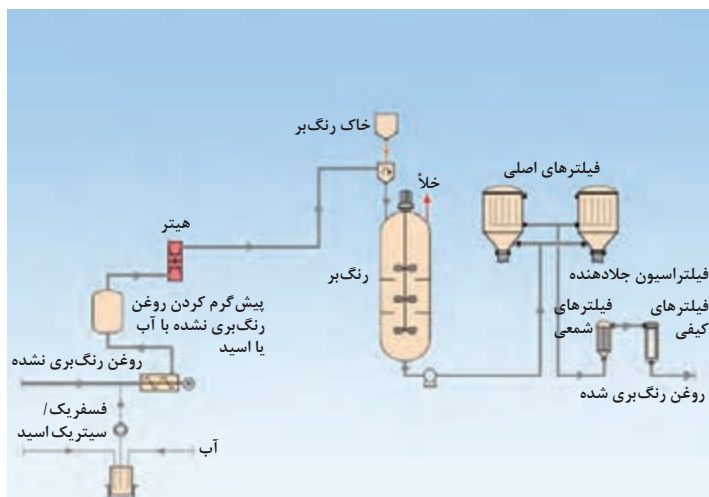 خاک رنگ‌بر
خلأ
فیلترهای اصلی
هیتر
رنگ‌بر
فیلتراسیون جلادهنده
پیش‌گرم کردن روغن
رنگ‌بری نشده با آب
یا اسید
فیلترهای
شمعی
فیلترهای
کیفی
روغن رنگ‌بری نشده
روغن رنگ‌بری شده
فسفریک/
سیتریک اسید
آب